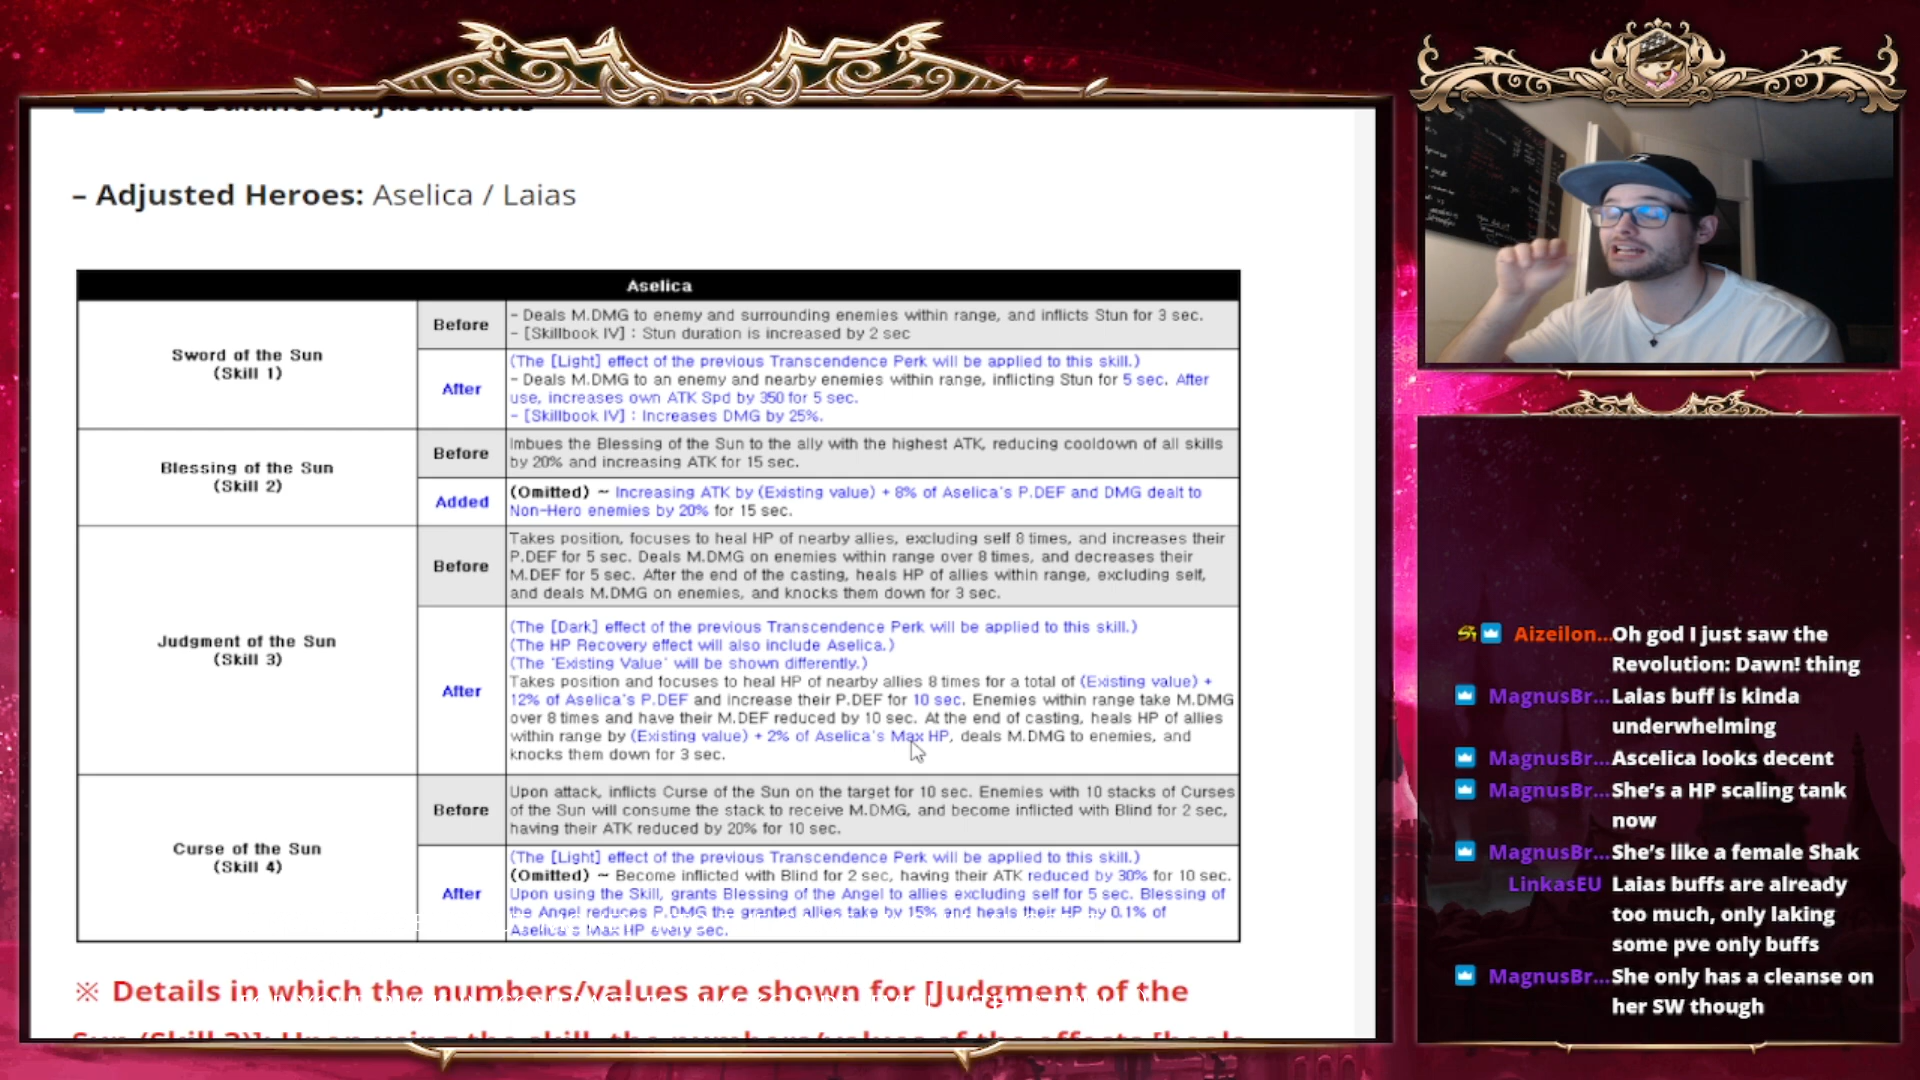 Hero Balance Adjustments
– Adjusted Heroes: Aselica / Laias
Aselica
Sword of the Sun
(Skill 1)
Before
- Deals M.DMG to enemy and surrounding enemies within range, and inflicts Stun for 3 sec.
- [Skillbook IV] : Stun duration is increased by 2 sec
After
(The [Light] effect of the previous Transcendence Perk will be applied to this skill.)
- Deals M.DMG to an enemy and nearby enemies within range, inflicting Stun for 5 sec. After
use, increases own ATK Spd by 350 for 5 sec.
- [Skillbook IV] : Increases DMG by 25%.
Blessing of the Sun
(Skill 2)
Before
Imbues the Blessing of the Sun to the ally with the highest ATK, reducing cooldown of all skills
by 20% and increasing ATK for 15 sec.
Added
(Omitted) ~ Increasing ATK by (Existing value) + 8% of Aselica's P.DEF and DMG dealt to
Non-Hero enemies by 20% for 15 sec.
Judgment of the Sun
(Skill 3)
Before
Takes position, focuses to heal HP of nearby allies, excluding self 8 times, and increases their
P.DEF for 5 sec. Deals M.DMG on enemies within range over 8 times, and decreases their
M.DEF for 5 sec. After the end of the casting, heals HP of allies within range, excluding self,
and deals M.DMG on enemies, and knocks them down for 3 sec.
After
(The [Dark] effect of the previous Transcendence Perk will be applied to this skill.)
(The HP Recovery effect will also include Aselica.)
(The 'Existing Value' will be shown differently.)
Takes position and focuses to heal HP of nearby allies 8 times for a total of (Existing value) +
12% of Aselica's P.DEF and increase their P.DEF for 10 sec. Enemies within range take M.DMG
over 8 times and have their M.DEF reduced by 10 sec. At the end of casting, heals HP of allies
within range by (Existing value) + 2% of Aselica's Max HP, deals M.DMG to enemies, and
knocks them down for 3 sec.
Curse of the Sun
(Skill 4)
Before
Upon attack, inflicts Curse of the Sun on the target for 10 sec. Enemies with 10 stacks of Curses
of the Sun will consume the stack to receive M.DMG, and become inflicted with Blind for 2 sec,
having their ATK reduced by 20% for 10 sec.
After
(The [Light] effect of the previous Transcendence Perk will be applied to this skill.)
(Omitted) ~ Become inflicted with Blind for 2 sec, having their ATK reduced by 30% for 10 sec.
Upon using the Skill, grants Blessing of the Angel to allies excluding self for 5 sec. Blessing of
the Angel reduces P.DMG the granted allies take by 15% and heals their HP by 0.1% of
Aselica's Max HP every sec.
※ Details in which the numbers/values are shown for [Judgment of the
Sun (Skill 3)]: Upon using the skill, the numbers/values of the effects [heals
Aizeilon... Oh god I just saw the
Revolution: Dawn! thing
MagnusBr... Laias buff is kinda
underwhelming
MagnusBr... Ascelica looks decent
MagnusBr... She's a HP scaling tank
now
MagnusBr... She's like a female Shak
LinkasEU Laias buffs are already
too much, only laking
some pve only buffs
MagnusBr... She only has a cleanse on
her SW though